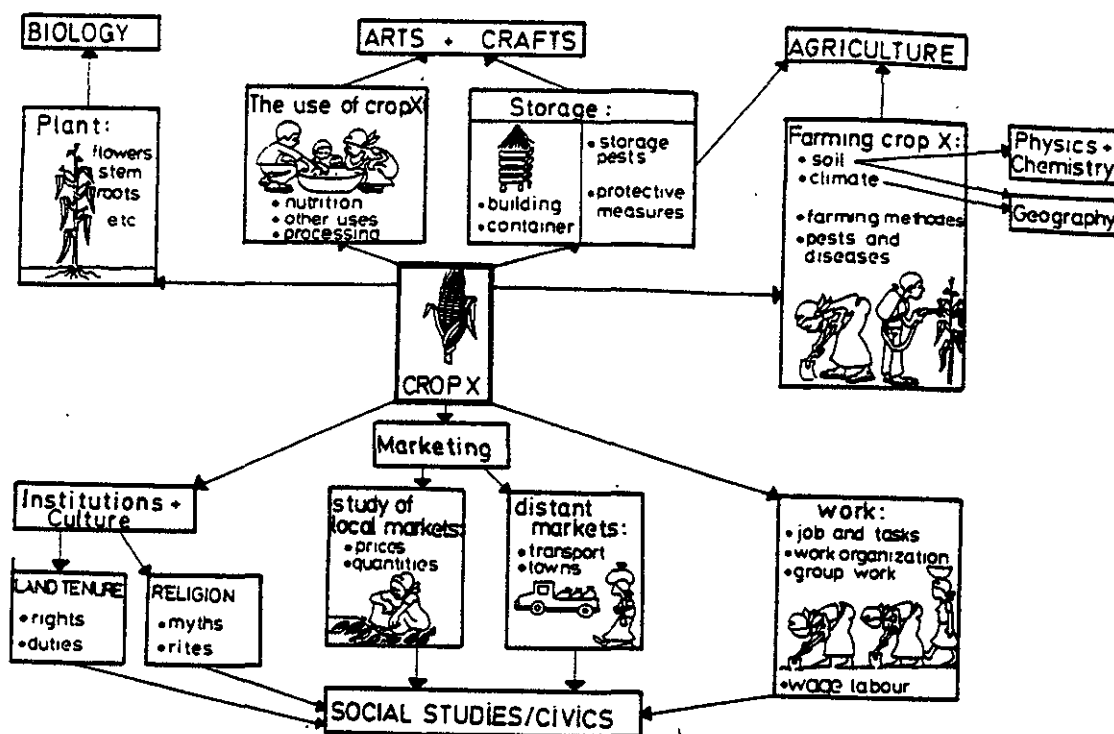 BIOLOGY
ARTS + CRAFTS
AGRICULTURE
Plant:
flowers
stem
roots
etc
The use of cropX:
• nutrition
• other uses
• processing
Storage:
• building
• container
• storage
pests
• protective
measures
Farming crop X:
• soil
• climate
• farming methodes
• pests and
diseases
Physics +
Chemistry
Geography
CROP X
Marketing
Institutions +
Culture
LAND TENURE
• rights
• duties
RELIGION
• myths
• rites
study of
local markets:
• prices
• quantities
distant
markets:
• transport
• towns
work:
• job and tasks
• work organization
• group work
• wage labour
SOCIAL STUDIES/CIVICS